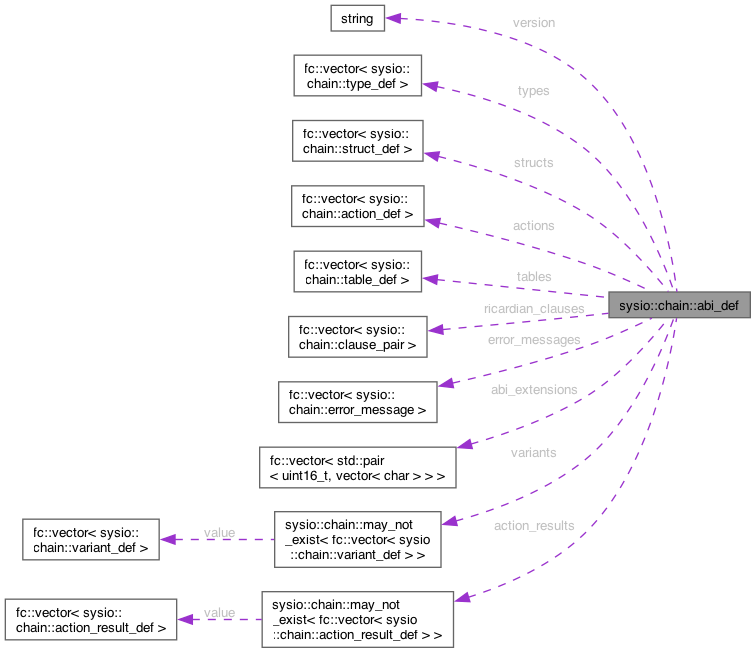 string
version
fc::vector< sysio::
chain::type_def >
types
fc::vector< sysio::
chain::struct_def >
structs
fc::vector< sysio::
chain::action_def >
actions
fc::vector< sysio::
chain::table_def >
tables
sysio::chain::abi_def
ricardian_clauses
fc::vector< sysio::
chain::clause_pair >
error_messages
fc::vector< sysio::
chain::error_message >
abi_extensions
fc::vector< std::pair
< uint16_t, vector< char > > >
variants
fc::vector< sysio::
chain::variant_def >
value
sysio::chain::may_not
_exist< fc::vector< sysio
::chain::variant_def > >
action_results
fc::vector< sysio::
chain::action_result_def >
value
sysio::chain::may_not
_exist< fc::vector< sysio
::chain::action_result_def > >